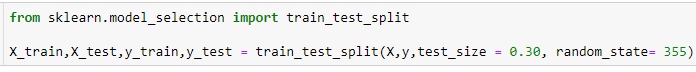 from sklearn.model_selection import train_test_split
X_train,X_test,y_train,y_test = train_test_split(X,y,test_size = 0.30, random_state= 355)